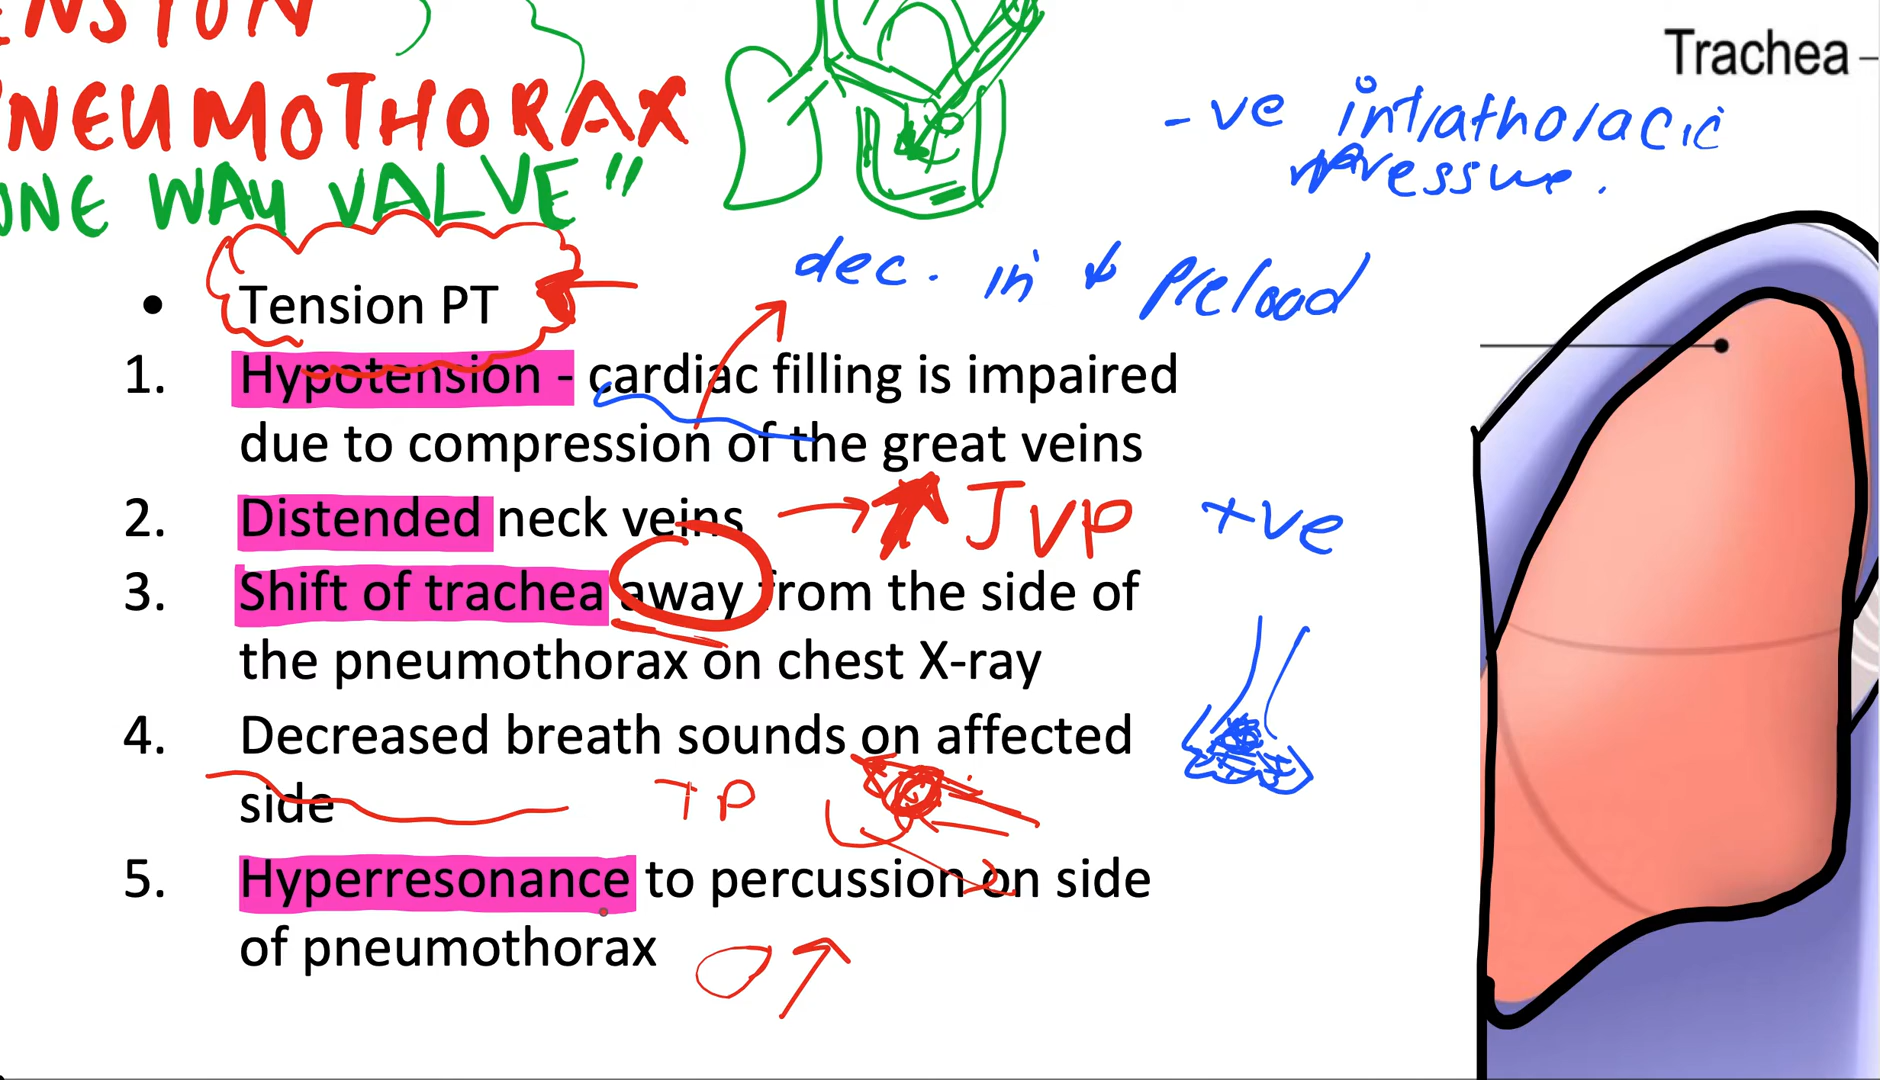 ENSION
NEUMOTHORAX
ONE WAY VALVE"
Trachea
-ve intrathoracic
pressure.
dec. in ↓ preload
• Tension PT
1. Hypotension - cardiac filling is impaired
due to compression of the great veins
2. Distended neck veins → ↑ JVP +ve
3. Shift of trachea away from the side of
the pneumothorax on chest X-ray
4. Decreased breath sounds on affected
side TP
5. Hyperresonance to percussion on side
of pneumothorax